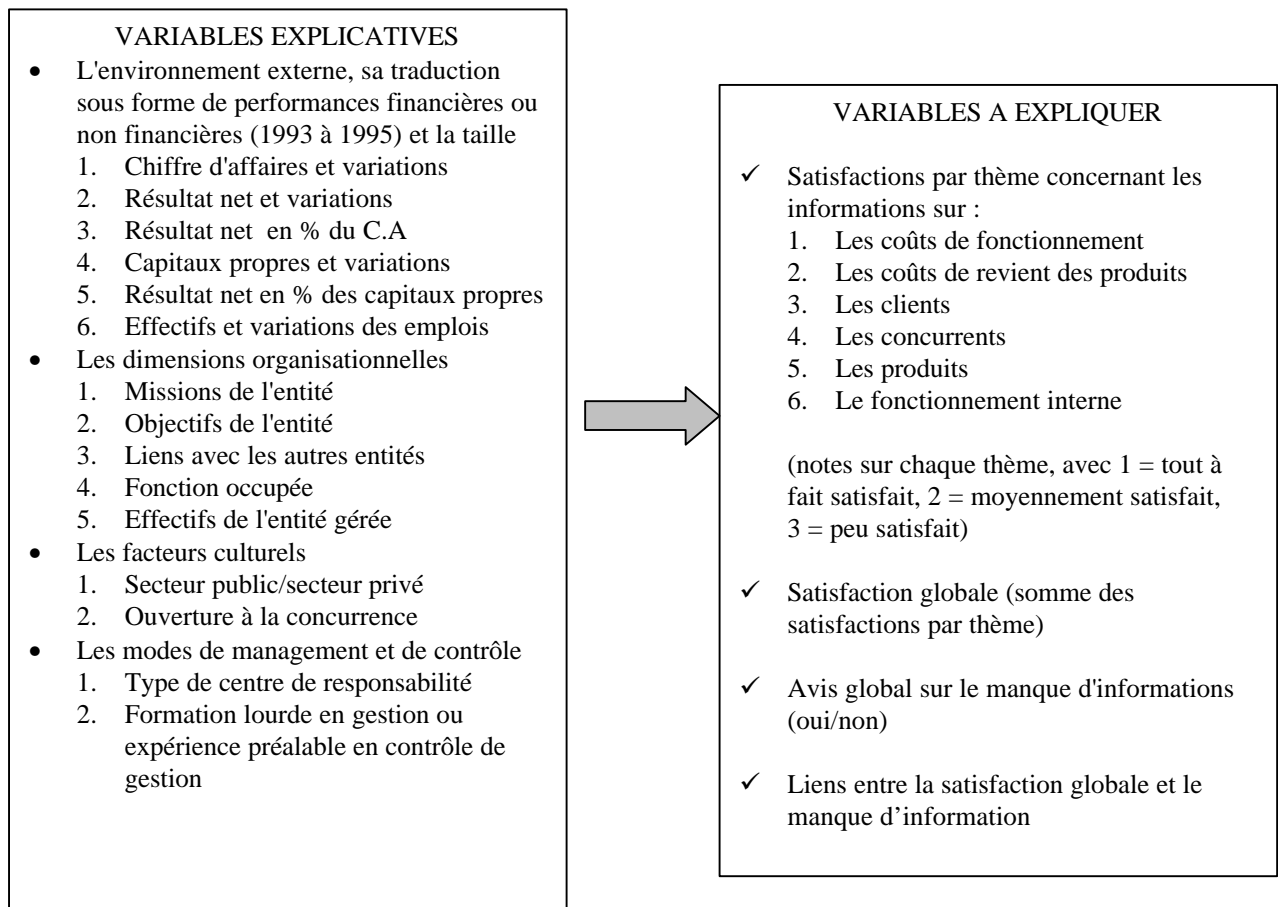 VARIABLES EXPLICATIVES
• L'environnement externe, sa traduction
sous forme de performances financières ou
non financières (1993 à 1995) et la taille
1. Chiffre d'affaires et variations
2. Résultat net et variations
3. Résultat net en % du C.A
4. Capitaux propres et variations
5. Résultat net en % des capitaux propres
6. Effectifs et variations des emplois
• Les dimensions organisationnelles
1. Missions de l'entité
2. Objectifs de l'entité
3. Liens avec les autres entités
4. Fonction occupée
5. Effectifs de l'entité gérée
• Les facteurs culturels
1. Secteur public/secteur privé
2. Ouverture à la concurrence
• Les modes de management et de contrôle
1. Type de centre de responsabilité
2. Formation lourde en gestion ou
expérience préalable en contrôle de
gestion
VARIABLES A EXPLIQUER
✓ Satisfactions par thème concernant les
informations sur :
1. Les coûts de fonctionnement
2. Les coûts de revient des produits
3. Les clients
4. Les concurrents
5. Les produits
6. Le fonctionnement interne
(notes sur chaque thème, avec 1 = tout à
fait satisfait, 2 = moyennement satisfait,
3 = peu satisfait)
✓ Satisfaction globale (somme des
satisfactions par thème)
✓ Avis global sur le manque d'informations
(oui/non)
✓ Liens entre la satisfaction globale et le
manque d’information